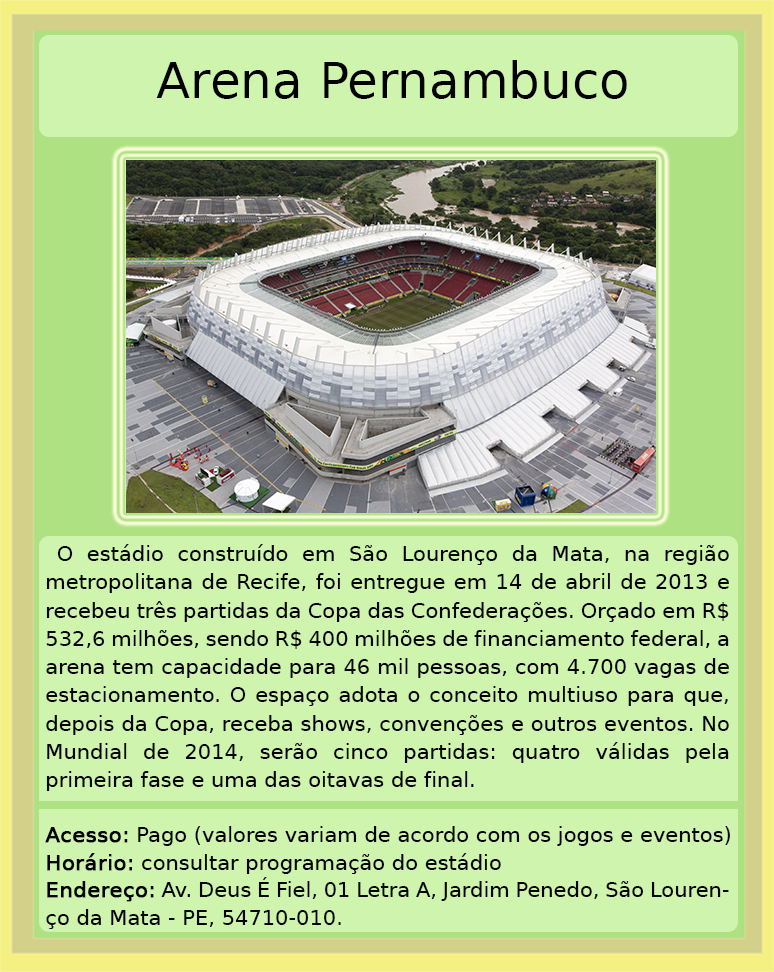 Arena Pernambuco
O estádio construído em São Lourenço da Mata, na região
metropolitana de Recife, foi entregue em 14 de abril de 2013 e
recebeu três partidas da Copa das Confederações. Orçado em R$
532,6 milhões, sendo R$ 400 milhões de financiamento federal, a
arena tem capacidade para 46 mil pessoas, com 4.700 vagas de
estacionamento. O espaço adota o conceito multiuso para que,
depois da Copa, receba shows, convenções e outros eventos. No
Mundial de 2014, serão cinco partidas: quatro válidas pela
primeira fase e uma das oitavas de final.
Acesso: Pago (valores variam de acordo com os jogos e eventos)
Horário: consultar programação do estádio
Endereço: Av. Deus É Fiel, 01 Letra A, Jardim Penedo, São Louren-
ço da Mata - PE, 54710-010.